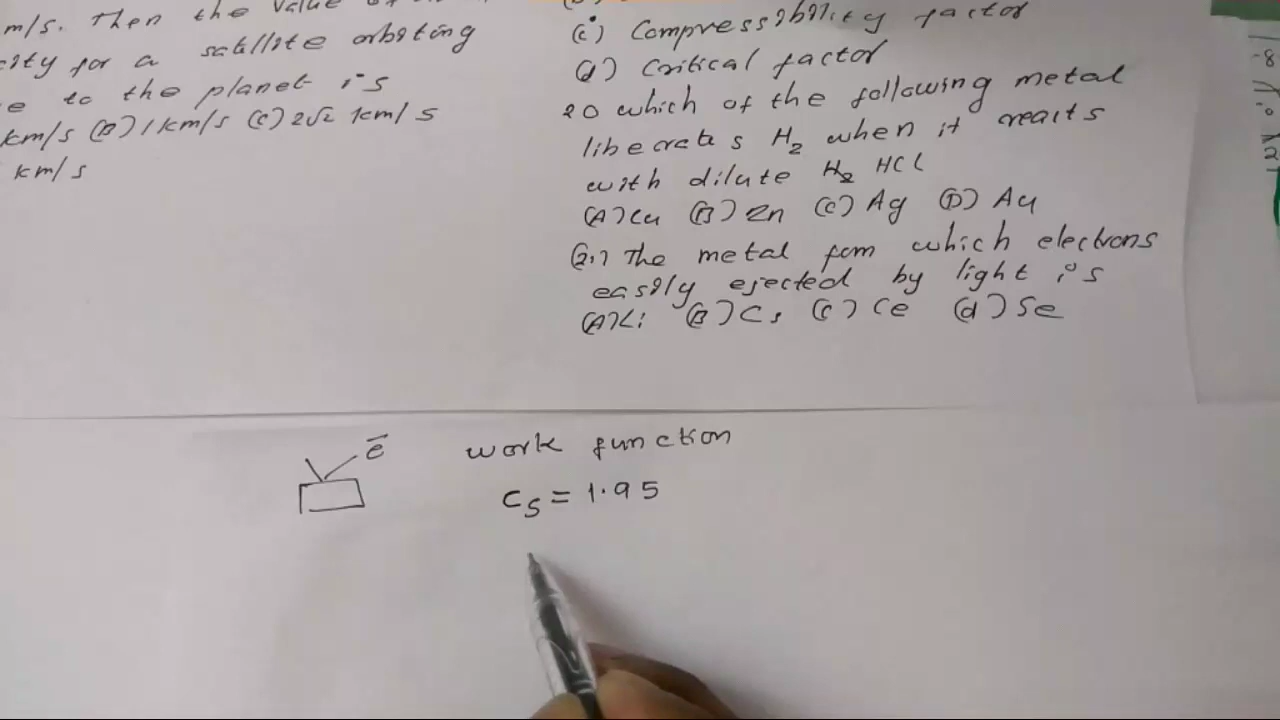 m/s. Then the value of
city for a satellite orbiting
e to the planet is
km/s (B) 1 km/s (C) 2√2 km/s
km/s
(c) Compressibility factor
(d) Critical factor
20 which of the following metal
liberates H2 when it reacts
with dilute H2 HCl
(A) Cu (B) Zn (C) Ag (D) Au
(21) The metal fom which electrons
easily ejected by light is
(A) Li (B) Cs (C) Ce (d) Se
ē work function
Cs = 1.95
-8